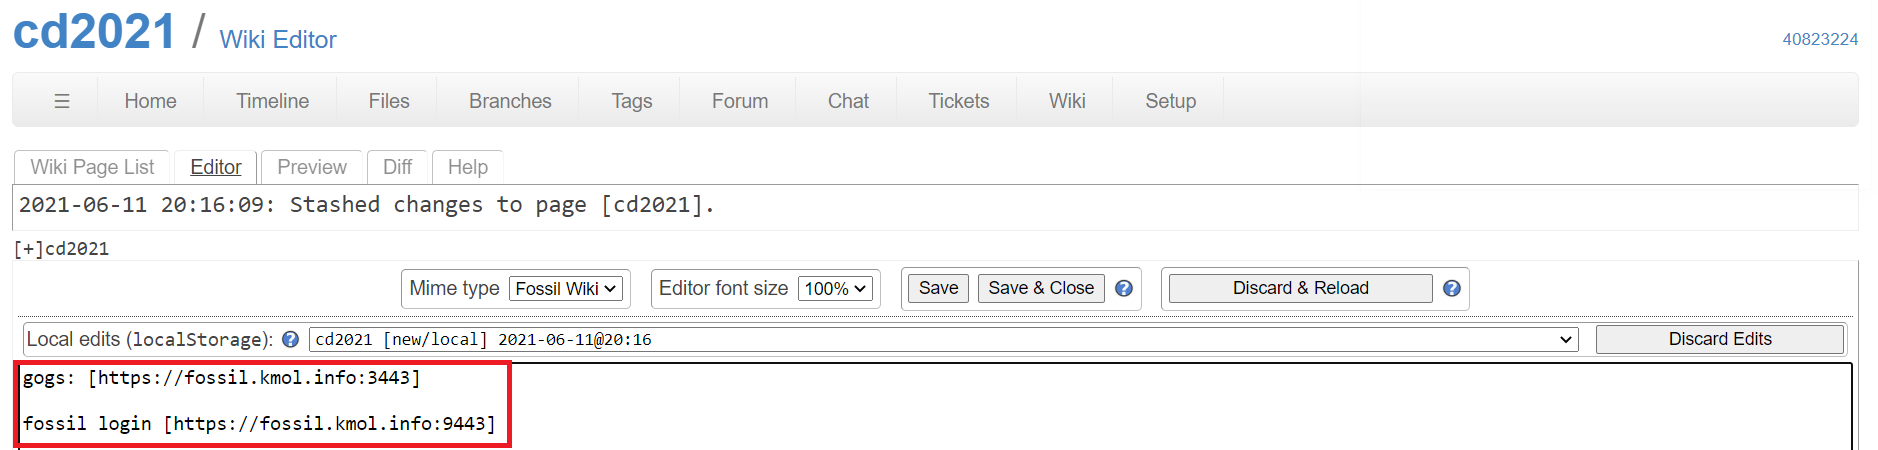 cd2021 / Wiki Editor
40823224
☰ Home Timeline Files Branches Tags Forum Chat Tickets Wiki Setup
Wiki Page List Editor Preview Diff Help
2021-06-11 20:16:09: Stashed changes to page [cd2021].
[+]cd2021
Mime type Fossil Wiki Editor font size 100% Save Save & Close ? Discard & Reload ?
Local edits (localStorage): ? cd2021 [new/local] 2021-06-11@20:16 Discard Edits
gogs: [https://fossil.kmol.info:3443]
fossil login [https://fossil.kmol.info:9443]